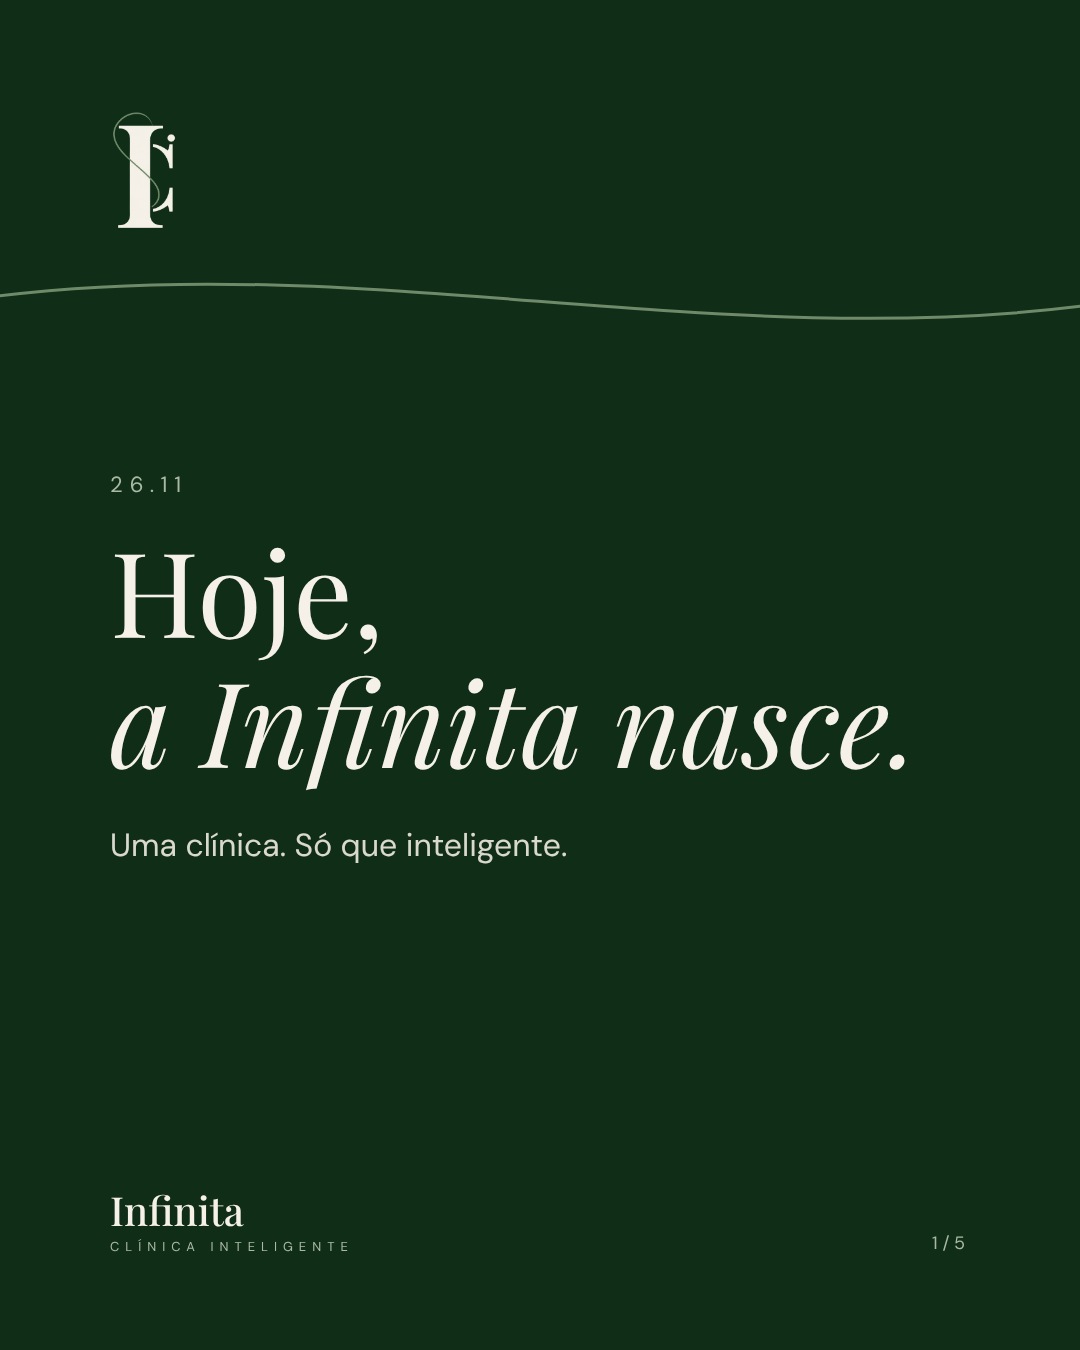 26.11
Hoje,
a Infinita nasce.
Uma clínica. Só que inteligente.
Infinita
CLÍNICA INTELIGENTE
1/5